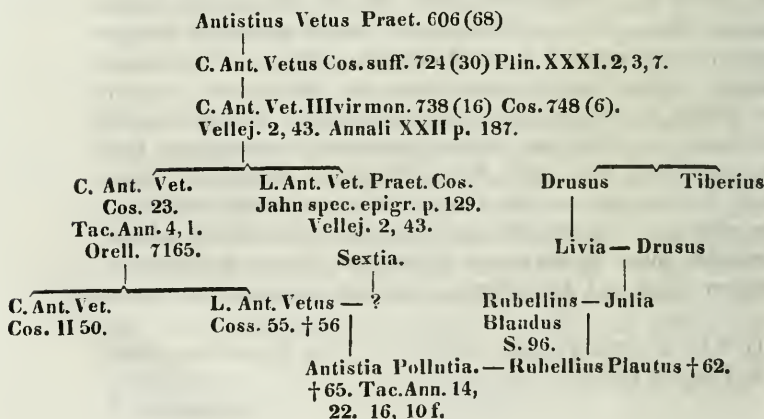 Antistius Vetus Praet. 606 (68)
C. Ant. Vetus Cos. suff. 724 (30) Plin. XXXI. 2, 3, 7.
C. Ant. Vet. IIIvir mon. 738 (16) Cos. 748 (6).
Vellej. 2, 43. Annali XXII p. 187.
C. Ant. Vet.
Cos. 23.
Tac. Ann. 4, 1.
Orell. 7165.
L. Ant. Vet. Praet. Cos.
Jahn spec. epigr. p. 129.
Vellej. 2, 43.
Drusus Tiberius
Livia — Drusus
Sextia.
C. Ant. Vet.
Cos. II 50.
L. Ant. Vetus — ?
Coss. 55. † 56
Rubellius — Julia
Blandus
S. 96.
Antistia Pollutia. — Rubellius Plautus † 62.
† 65. Tac. Ann. 14,
22. 16, 10 f.